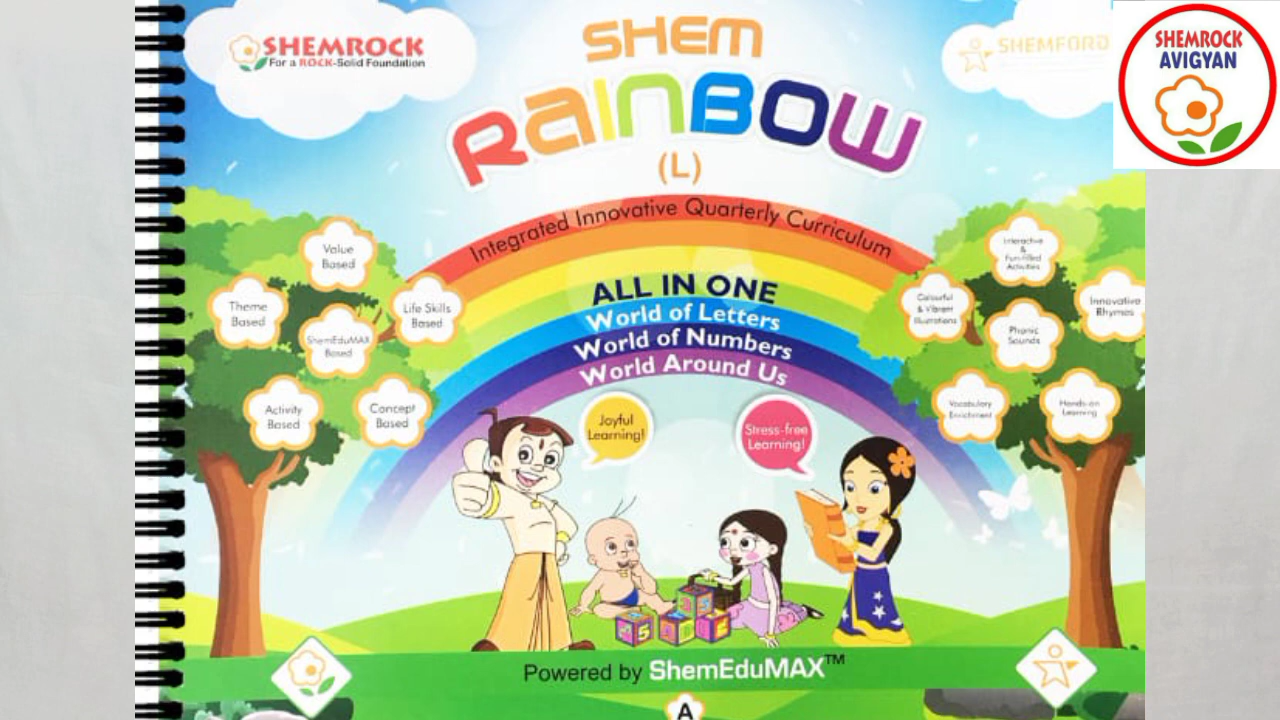 SHEMROCK
For a ROCK-Solid Foundation
SHEM
RaiNBOW
(L)
SHEMFORD
SHEMROCK
AVIGYAN
Integrated Innovative Quarterly Curriculum
ALL IN ONE
World of Letters
World of Numbers
World Around Us
Value
Based
Theme
Based
Life Skills
Based
ShemEduMAX
Based
Activity
Based
Concept
Based
Interactive
&
Fun-filled
Activities
Colourful
& Vibrant
Illustrations
Innovative
Rhymes
Phonic
Sounds
Vocabulary
Enrichment
Hands-on
Learning
Joyful
Learning!
Stress-free
Learning!
Powered by ShemEduMAX™
A